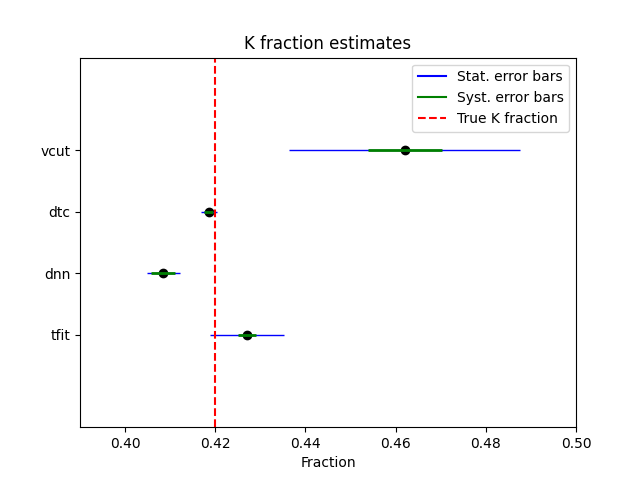 K fraction estimates
Stat. error bars
Syst. error bars
True K fraction
vcut
dtc
dnn
tfit
0.40 0.42 0.44 0.46 0.48 0.50
Fraction